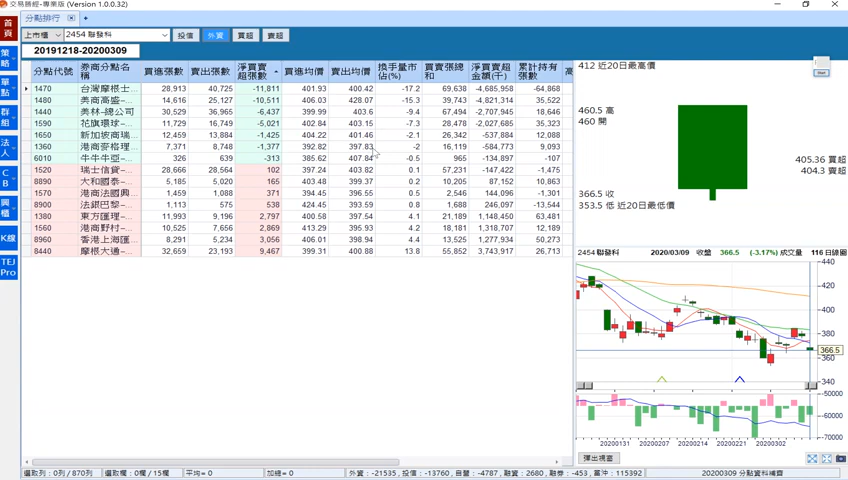 交易勝經-專業版 (Version 1.0.0.32)
分點排行
首頁
上市櫃 2454 聯發科 投信 外資 買超 賣超
策略
20191218-20200309
單點
群組
法人
CB
興櫃
K線
TEJ Pro
分點代號 券商分點名稱 買進張數 賣出張數 淨買賣超張數 買進均價 賣出均價 換手量市佔(%) 買賣張總和 淨買賣超金額(千) 累計持有張數
1470 台灣摩根士... 28,913 40,725 -11,811 401.93 400.42 -17.2 69,638 -4,685,958 -64,868
1480 美商高盛-... 14,616 25,127 -10,511 406.03 428.07 -15.3 39,743 -4,821,314 35,522
1440 美林-綱公司 30,529 36,965 -6,437 399.99 403.6 -9.4 67,494 -2,707,945 18,646
1590 花旗環球-... 11,729 16,749 -5,021 402.84 403.15 -7.3 28,478 -2,027,685 35,323
1650 新加坡商瑞... 12,459 13,884 -1,425 404.22 401.46 -2.1 26,342 -537,828 12,088
1360 港商麥格理... 7,371 8,748 -1,377 392.82 397.83 -2 16,119 -584,773 9,093
6010 牛牛牛亞-... 326 639 -313 385.62 407.84 -0.5 965 -134,829 -107
1520 瑞士信貸-... 28,666 28,564 102 397.24 403.82 0.1 57,231 -147,422 -1,475
8890 大和國泰-... 5,185 5,020 165 403.48 399.37 0.2 10,205 87,152 10,863
1570 港商法國興... 1,459 1,088 371 394.45 396.55 0.5 2,546 144,096 -1,301
8900 法銀巴黎-... 1,113 575 538 424.45 393.59 0.8 1,688 246,097 -13,544
1380 東方匯理-... 11,993 9,196 2,797 400.58 397.54 4.1 21,189 1,148,450 63,481
1560 港商野村-... 10,525 7,656 2,869 413.29 395.93 4.2 18,181 1,318,707 12,189
8960 香港上海匯... 8,291 5,234 3,056 406.01 398.94 4.4 13,525 1,277,934 50,273
8440 摩根大通-... 32,659 23,193 9,467 399.31 400.88 13.8 55,852 3,743,917 26,713
412 近20日最高價
Start
460.5 高
460 開
405.36 買超
404.3 賣超
366.5 收
353.5 低 近20日最低價
2454 聯發科 2020/03/09 收盤 366.5 (-3.17%) 成交量 116 日線圖
440
420
400
380
366.5
360
340
-50000
-60000
-70000
20200131 20200207 20200214 20200221 20200302
彈出視窗
選取列: 0列 / 870列 選取欄: 0欄 / 15欄 平均= 0 加總= 0 外資 : -21535, 投信 : -13760, 自營 : -4787, 融資 : 2680, 融券 : -453, 當沖 : 115392 20200309 分點資料補齊